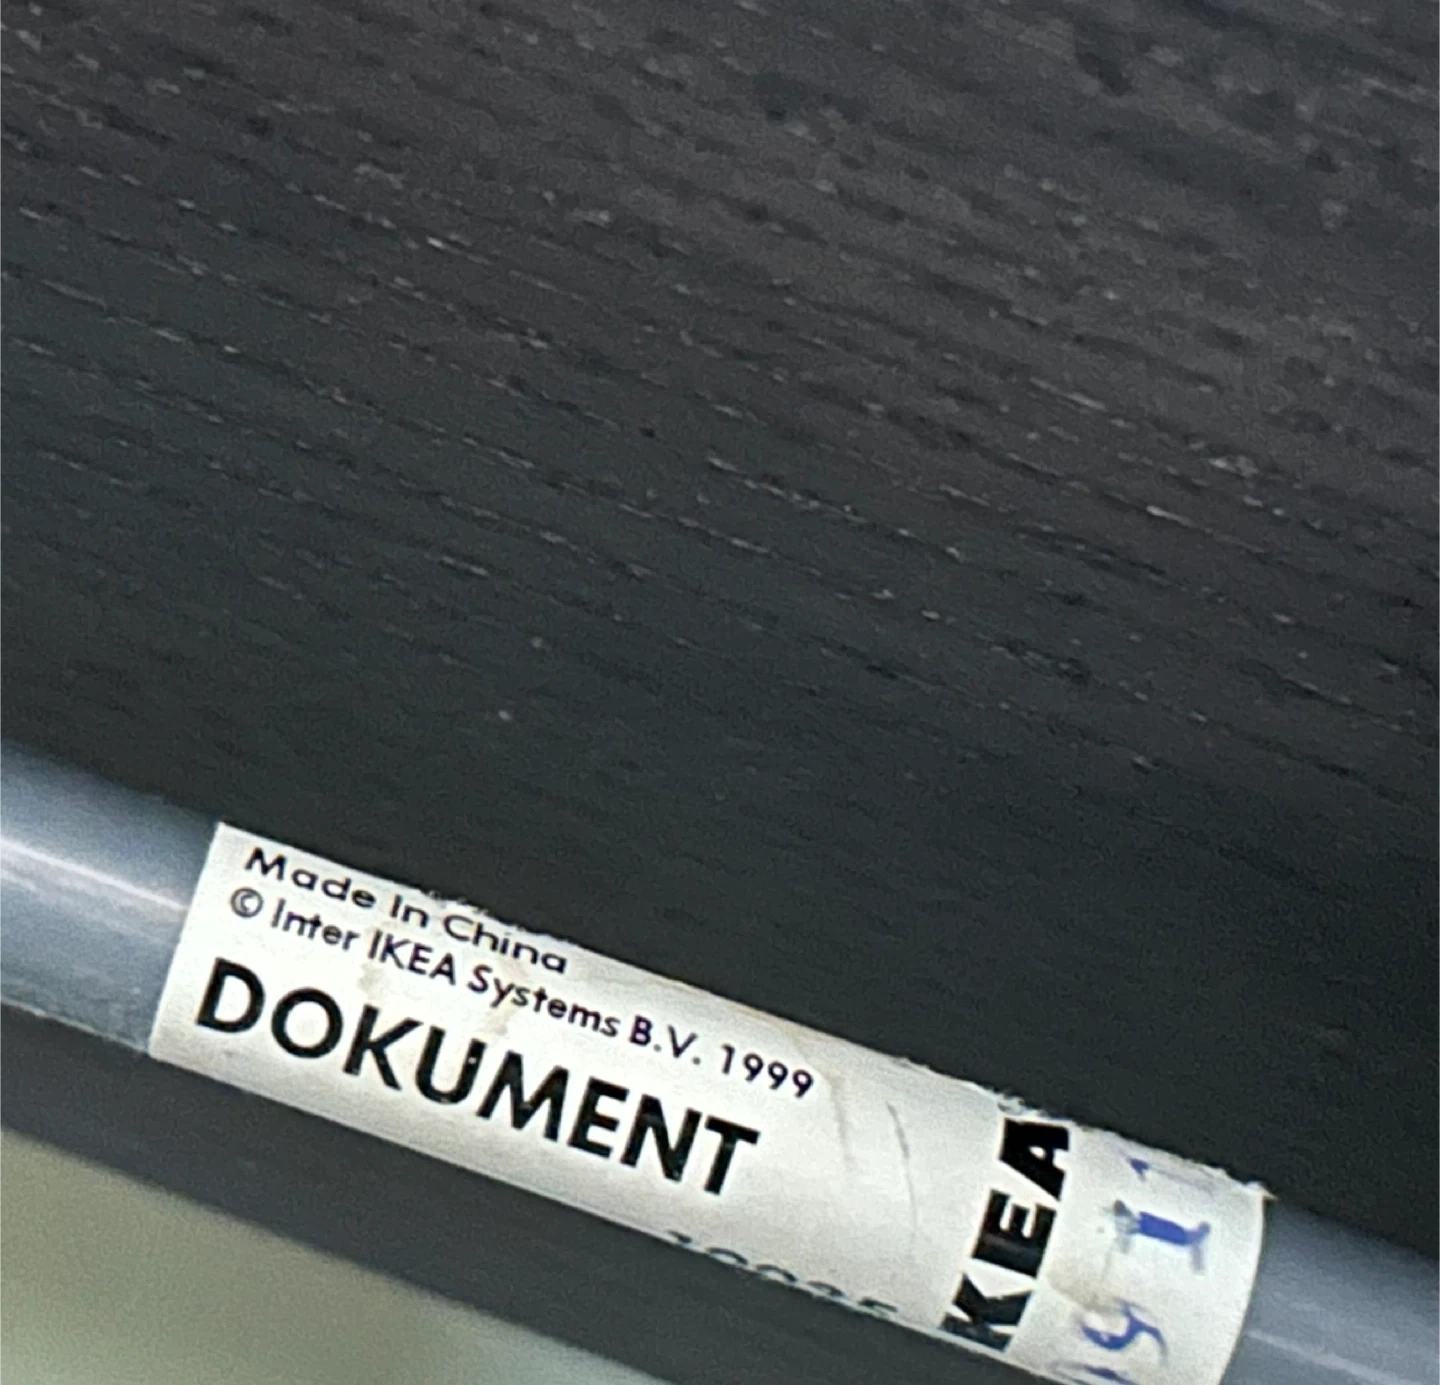 Made In China
© Inter IKEA Systems B.V. 1999
DOKUMENT
IKEA